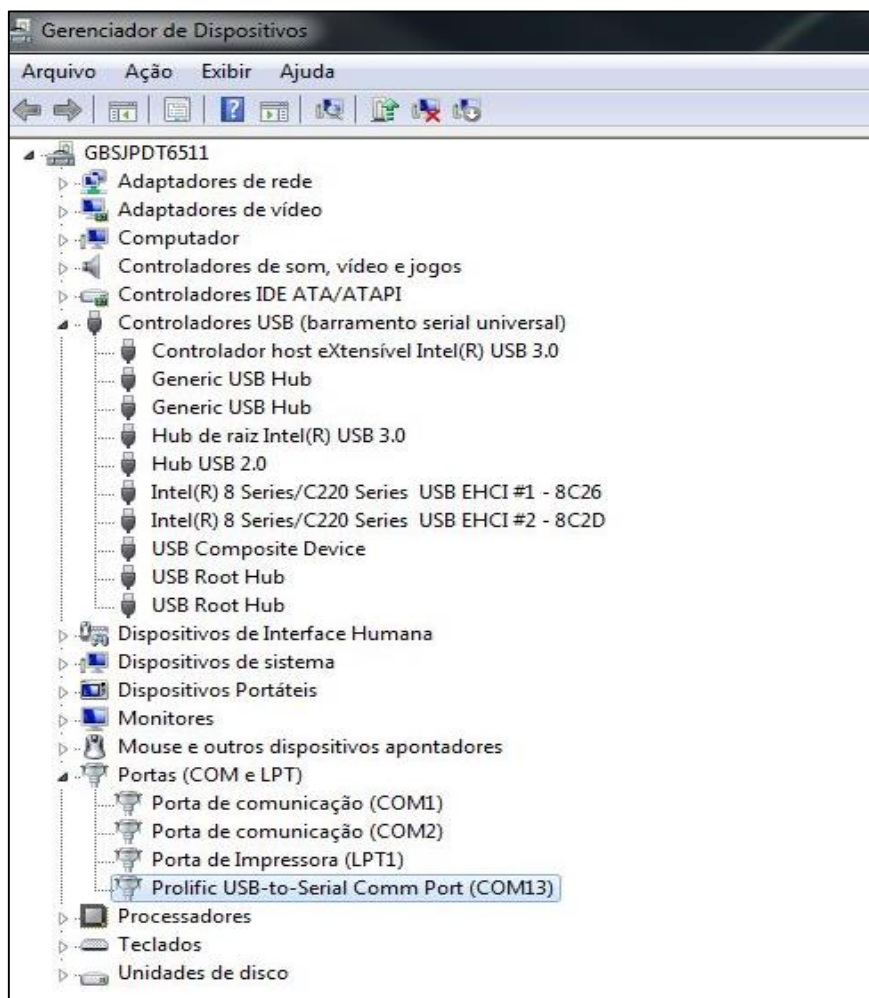 Gerenciador de Dispositivos
Arquivo Ação Exibir Ajuda
GBSJPDT6511
Adaptadores de rede
Adaptadores de vídeo
Computador
Controladores de som, vídeo e jogos
Controladores IDE ATA/ATAPI
Controladores USB (barramento serial universal)
Controlador host eXtensível Intel(R) USB 3.0
Generic USB Hub
Generic USB Hub
Hub de raiz Intel(R) USB 3.0
Hub USB 2.0
Intel(R) 8 Series/C220 Series USB EHCI #1 - 8C26
Intel(R) 8 Series/C220 Series USB EHCI #2 - 8C2D
USB Composite Device
USB Root Hub
USB Root Hub
Dispositivos de Interface Humana
Dispositivos de sistema
Dispositivos Portáteis
Monitores
Mouse e outros dispositivos apontadores
Portas (COM e LPT)
Porta de comunicação (COM1)
Porta de comunicação (COM2)
Porta de Impressora (LPT1)
Prolific USB-to-Serial Comm Port (COM13)
Processadores
Teclados
Unidades de disco